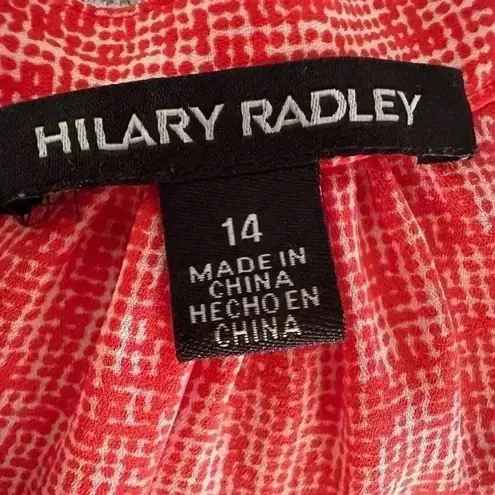 HILARY RADLEY
14
MADE IN
CHINA
HECHO EN
CHINA